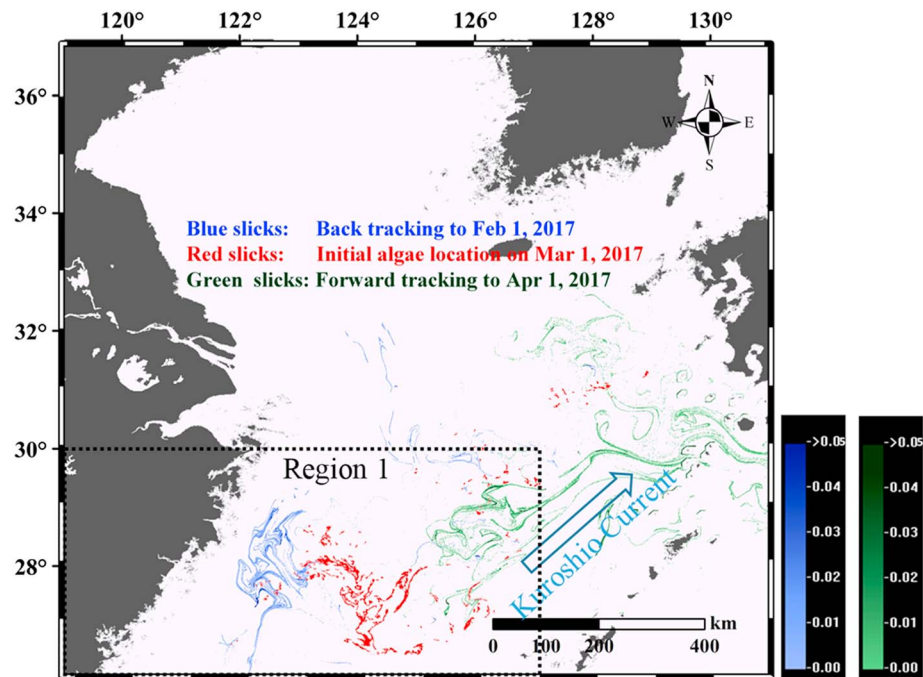 120° 122° 124° 126° 128° 130°
36°
34°
32°
30°
28°
N
W E
S
Blue slicks: Back tracking to Feb 1, 2017
Red slicks: Initial algae location on Mar 1, 2017
Green slicks: Forward tracking to Apr 1, 2017
Region 1
Kuroshio Current
km
0 100 200 400
->0.05
-0.04
-0.03
-0.02
-0.01
-0.00
->0.05
-0.04
-0.03
-0.02
-0.01
-0.00